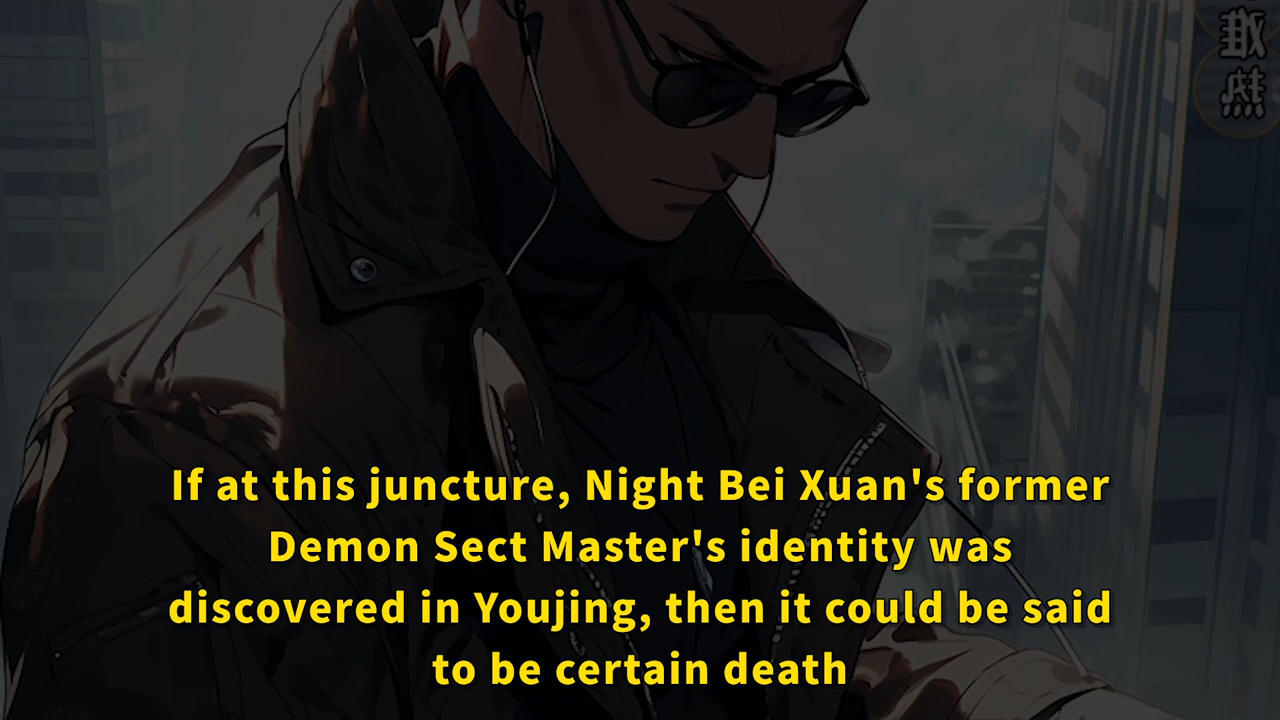 If at this juncture, Night Bei Xuan's former
Demon Sect Master's identity was
discovered in Youjing, then it could be said
to be certain death